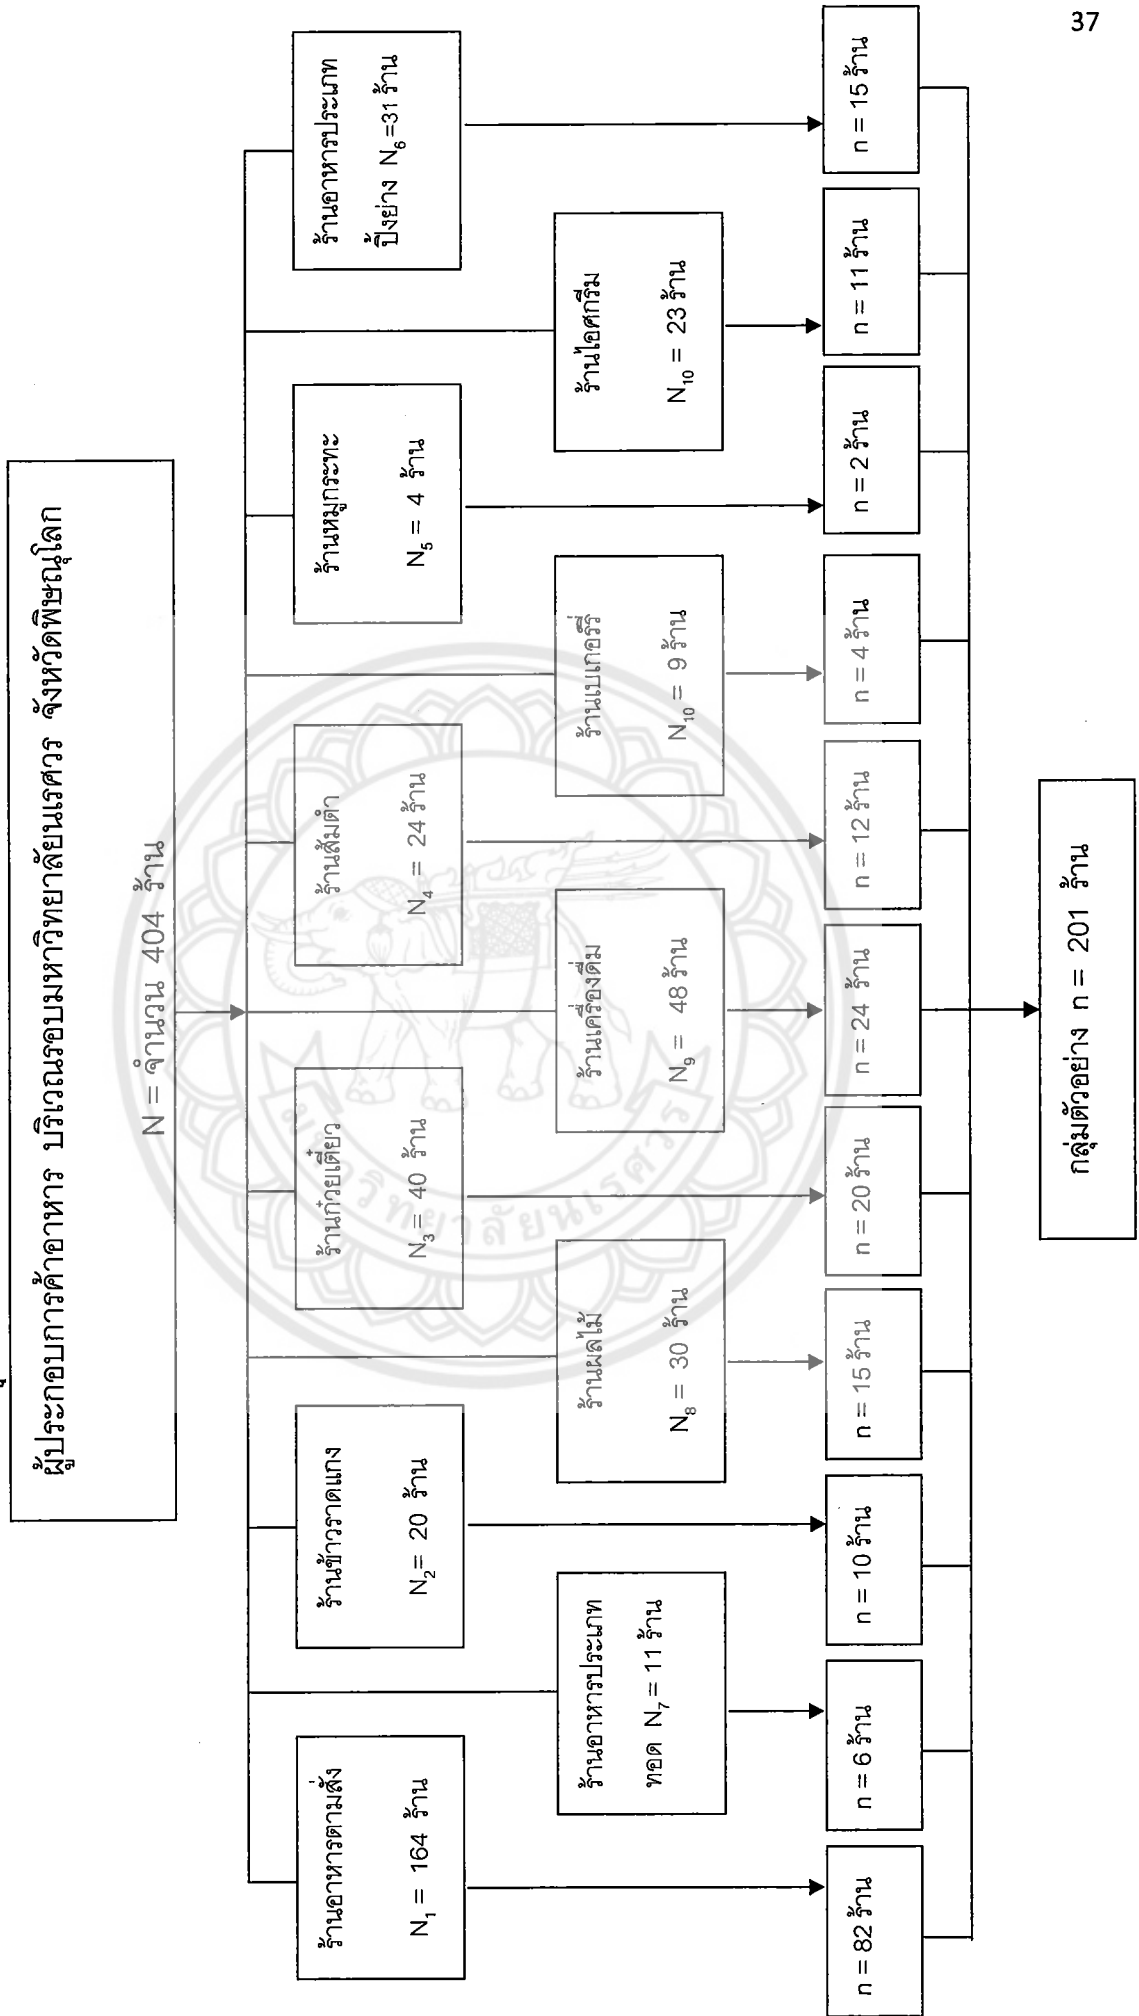 37
ผู้ประกอบการค้าอาหาร บริเวณรอบมหาวิทยาลัยนเรศวร จังหวัดพิษณุโลก
N = จำนวน 404 ร้าน
ร้านอาหารตามสั่ง
N₁ = 164 ร้าน
ร้านข้าวราดแกง
N₂ = 20 ร้าน
ร้านก๋วยเตี๋ยว
N₃ = 40 ร้าน
ร้านส้มตำ
N₄ = 24 ร้าน
ร้านหมูกระทะ
N₅ = 4 ร้าน
ร้านอาหารประเภท
ปิ้งย่าง N₆ =31 ร้าน
ร้านอาหารประเภท
ทอด N₇ = 11 ร้าน
ร้านผลไม้
N₈ = 30 ร้าน
ร้านเครื่องดื่ม
N₉ = 48 ร้าน
ร้านเบเกอรี่
N₁₀ = 9 ร้าน
ร้านไอศกรีม
N₁₀ = 23 ร้าน
n = 82 ร้าน
n = 6 ร้าน
n = 10 ร้าน
n = 15 ร้าน
n = 20 ร้าน
n = 24 ร้าน
n = 12 ร้าน
n = 4 ร้าน
n = 2 ร้าน
n = 11 ร้าน
n = 15 ร้าน
กลุ่มตัวอย่าง n = 201 ร้าน
มหาวิทยาลัยนเรศวร